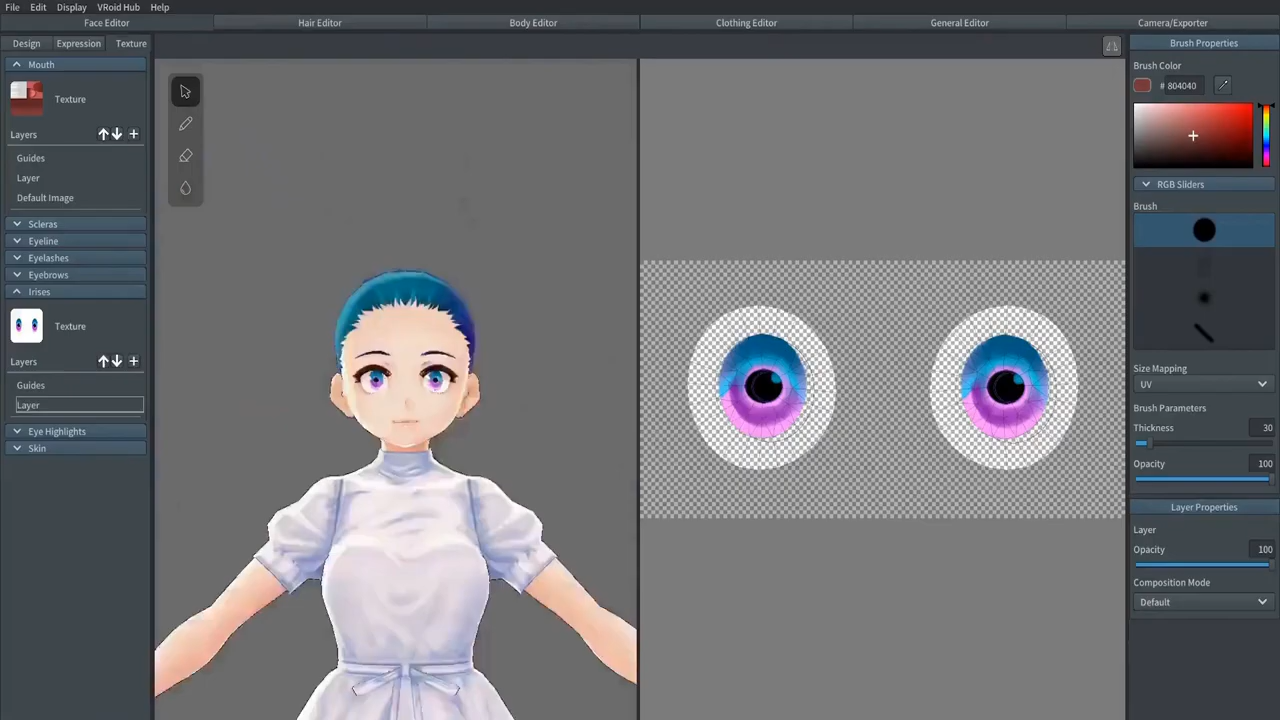 File Edit Display VRoid Hub Help
Face Editor Hair Editor Body Editor Clothing Editor General Editor Camera/Exporter
Design Expression Texture
Mouth
Texture
Layers
Guides
Layer
Default Image
Scleras
Eyeline
Eyelashes
Eyebrows
Irises
Texture
Layers
Guides
Layer
Eye Highlights
Skin
Brush Properties
Brush Color
# 804040
RGB Sliders
Brush
Size Mapping
UV
Brush Parameters
Thickness 30
Opacity 100
Layer Properties
Layer
Opacity 100
Composition Mode
Default